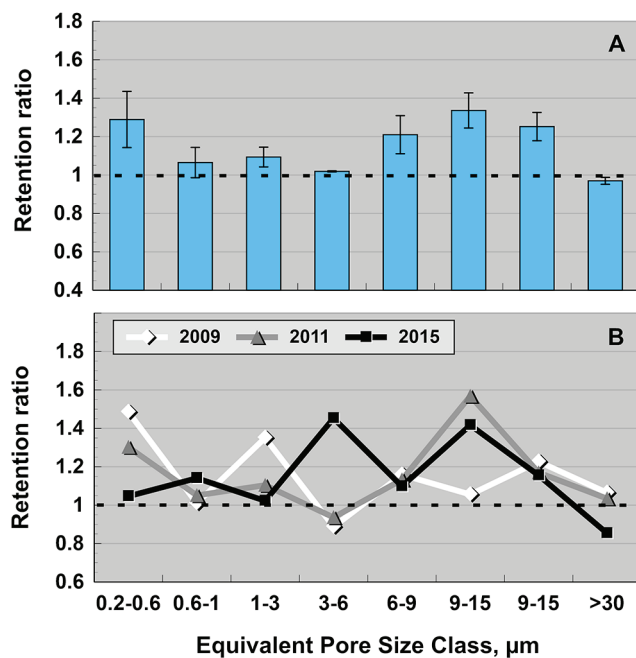 1.8
A
1.6
1.4
1.2
1
0.8
0.6
0.4
Retention ratio
2009 2011 2015
B
1.8
1.6
1.4
1.2
1
0.8
0.6
Retention ratio
0.2-0.6 0.6-1 1-3 3-6 6-9 9-15 9-15 >30
Equivalent Pore Size Class, µm